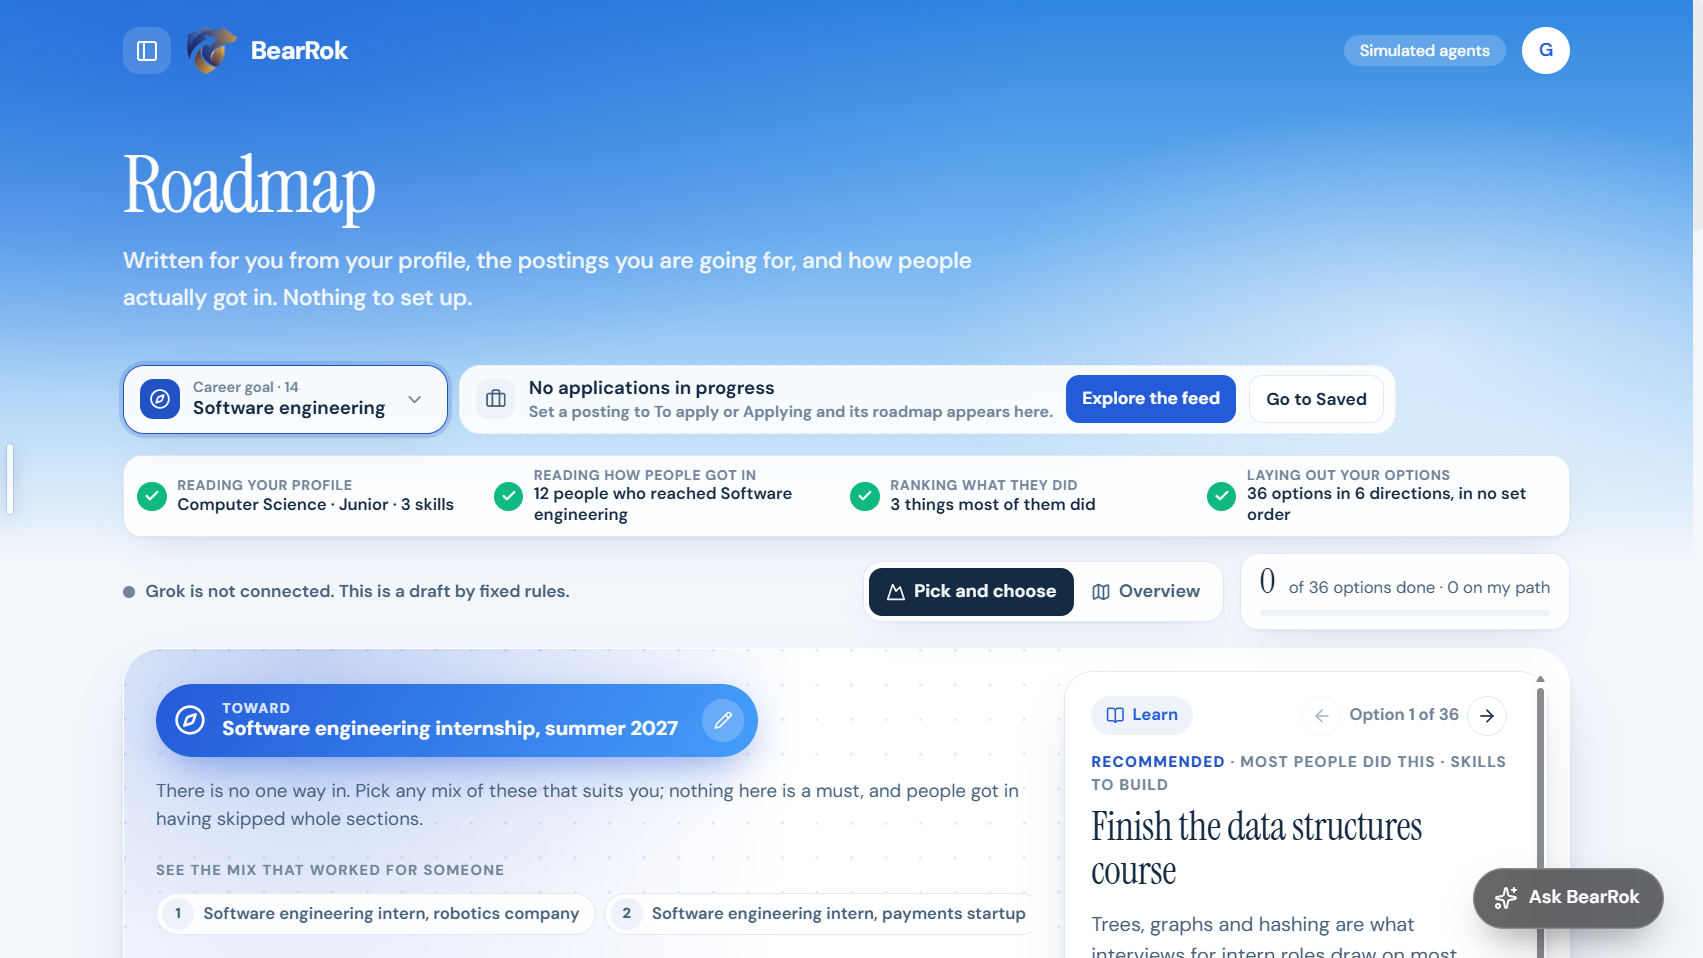 BearRok
Simulated agents
G
Roadmap
Written for you from your profile, the postings you are going for, and how people
actually got in. Nothing to set up.
Career goal · 14
Software engineering
No applications in progress
Set a posting to To apply or Applying and its roadmap appears here.
Explore the feed
Go to Saved
READING YOUR PROFILE
Computer Science · Junior · 3 skills
READING HOW PEOPLE GOT IN
12 people who reached Software
engineering
RANKING WHAT THEY DID
3 things most of them did
LAYING OUT YOUR OPTIONS
36 options in 6 directions, in no set
order
Grok is not connected. This is a draft by fixed rules.
Pick and choose
Overview
0 of 36 options done · 0 on my path
TOWARD
Software engineering internship, summer 2027
There is no one way in. Pick any mix of these that suits you; nothing here is a must, and people got in
having skipped whole sections.
SEE THE MIX THAT WORKED FOR SOMEONE
1 Software engineering intern, robotics company
2 Software engineering intern, payments startup
Learn
Option 1 of 36
RECOMMENDED · MOST PEOPLE DID THIS · SKILLS
TO BUILD
Finish the data structures
course
Trees, graphs and hashing are what
interviews for intern roles draw on most
Ask BearRok